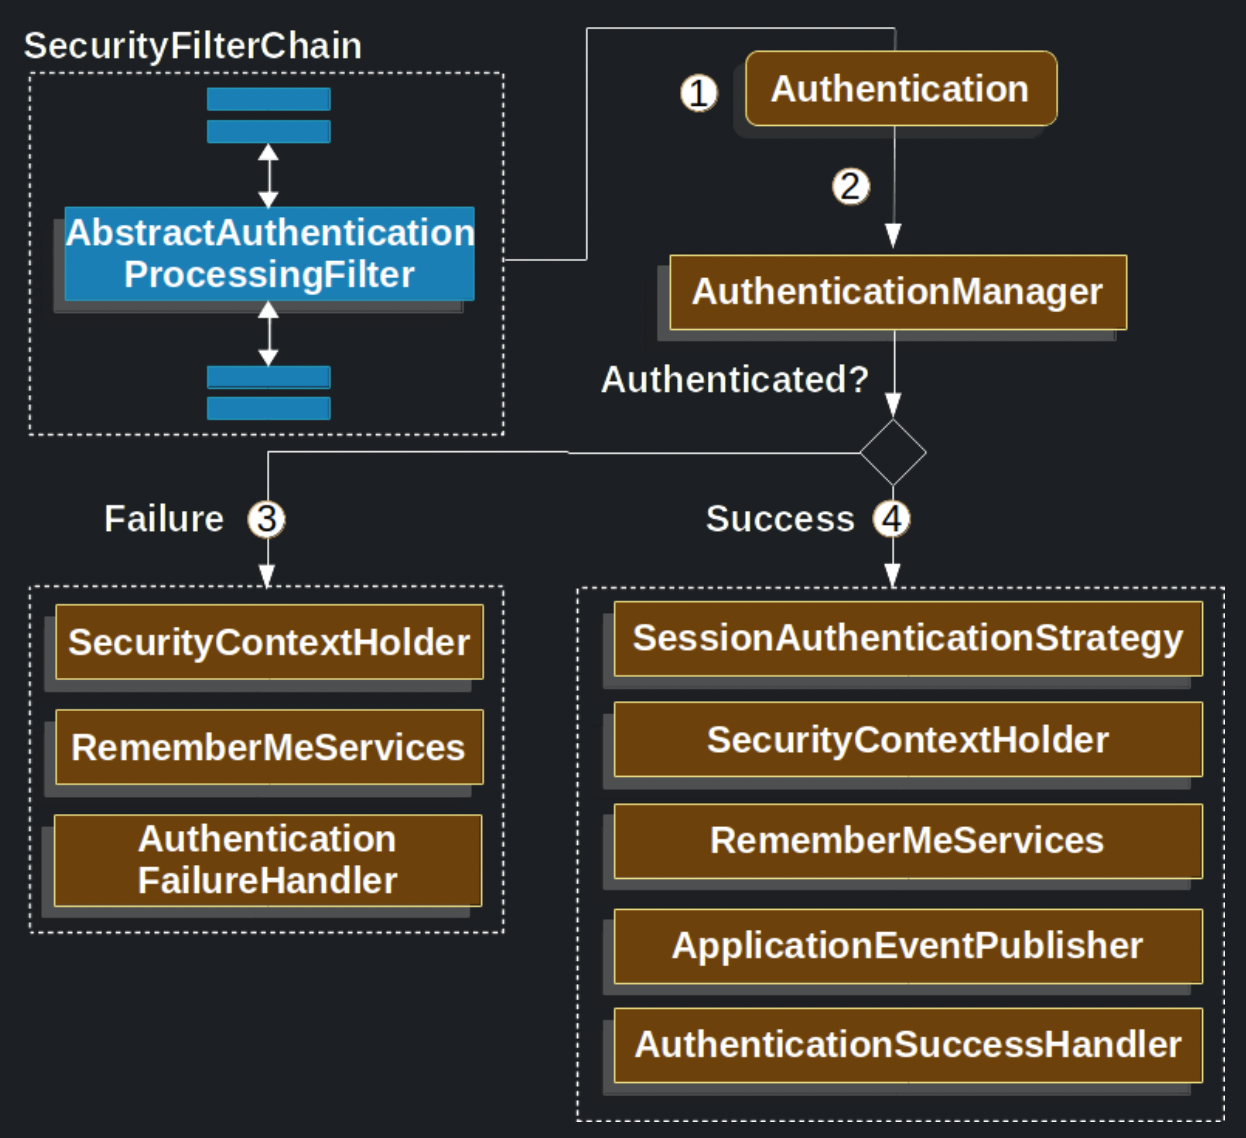 SecurityFilterChain
AbstractAuthentication
ProcessingFilter
1
Authentication
2
AuthenticationManager
Authenticated?
Failure
3
Success
4
SecurityContextHolder
RememberMeServices
Authentication
FailureHandler
SessionAuthenticationStrategy
SecurityContextHolder
RememberMeServices
ApplicationEventPublisher
AuthenticationSuccessHandler